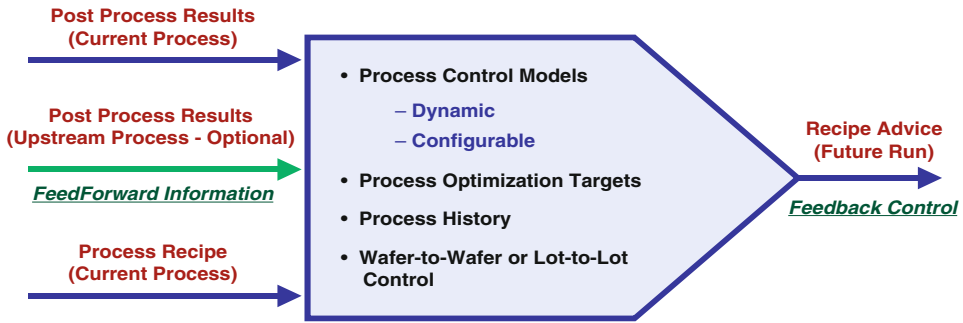 Post Process Results
(Current Process)
Post Process Results
(Upstream Process - Optional)
FeedForward Information
Process Recipe
(Current Process)
• Process Control Models
– Dynamic
– Configurable
• Process Optimization Targets
• Process History
• Wafer-to-Wafer or Lot-to-Lot
Control
Recipe Advice
(Future Run)
Feedback Control